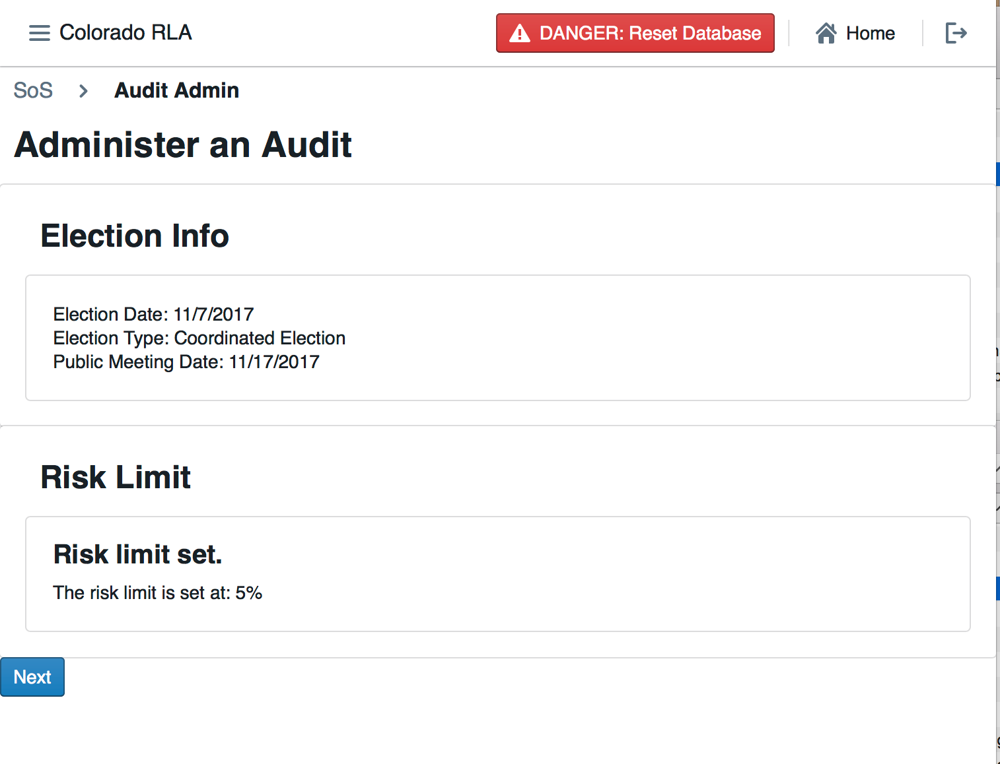 Colorado RLA
DANGER: Reset Database
Home
SoS
Audit Admin
Administer an Audit
Election Info
Election Date: 11/7/2017
Election Type: Coordinated Election
Public Meeting Date: 11/17/2017
Risk Limit
Risk limit set.
The risk limit is set at: 5%
Next